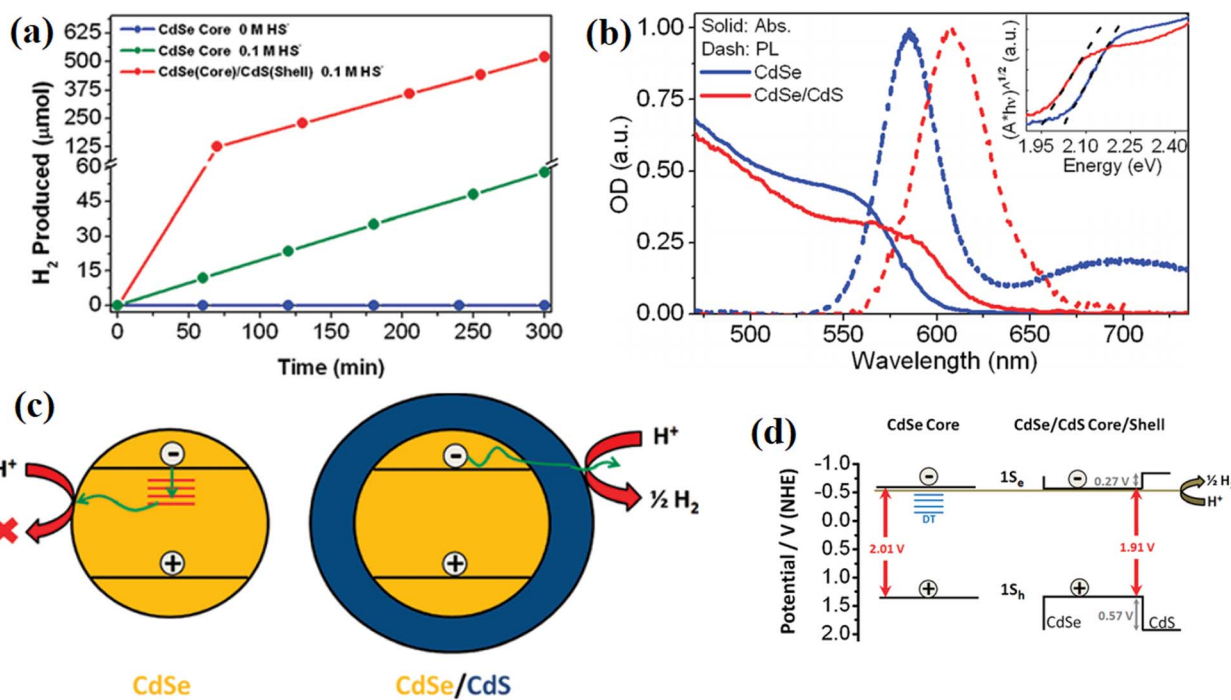 (a)
CdSe Core 0 M HS⁻
CdSe Core 0.1 M HS⁻
CdSe(Core)/CdS(Shell) 0.1 M HS⁻
625
500
375
250
125
60
45
30
15
0
H₂ Produced (μmol)
0 50 100 150 200 250 300
Time (min)
(b)
Solid: Abs.
Dash: PL
CdSe
CdSe/CdS
1.00
0.75
0.50
0.25
0.00
OD (a.u.)
500 550 600 650 700
Wavelength (nm)
(A*hν)^1/2 (a.u.)
1.95 2.10 2.25 2.40
Energy (eV)
(c)
H⁺
H⁺
½ H₂
CdSe
CdSe/CdS
(d)
CdSe Core CdSe/CdS Core/Shell
-1.0
-0.5
0.0
0.5
1.0
1.5
2.0
Potential / V (NHE)
1Sₑ
0.27 V
½ H
H⁺
DT
2.01 V
1.91 V
1Sₕ
CdSe
0.57 V
CdS